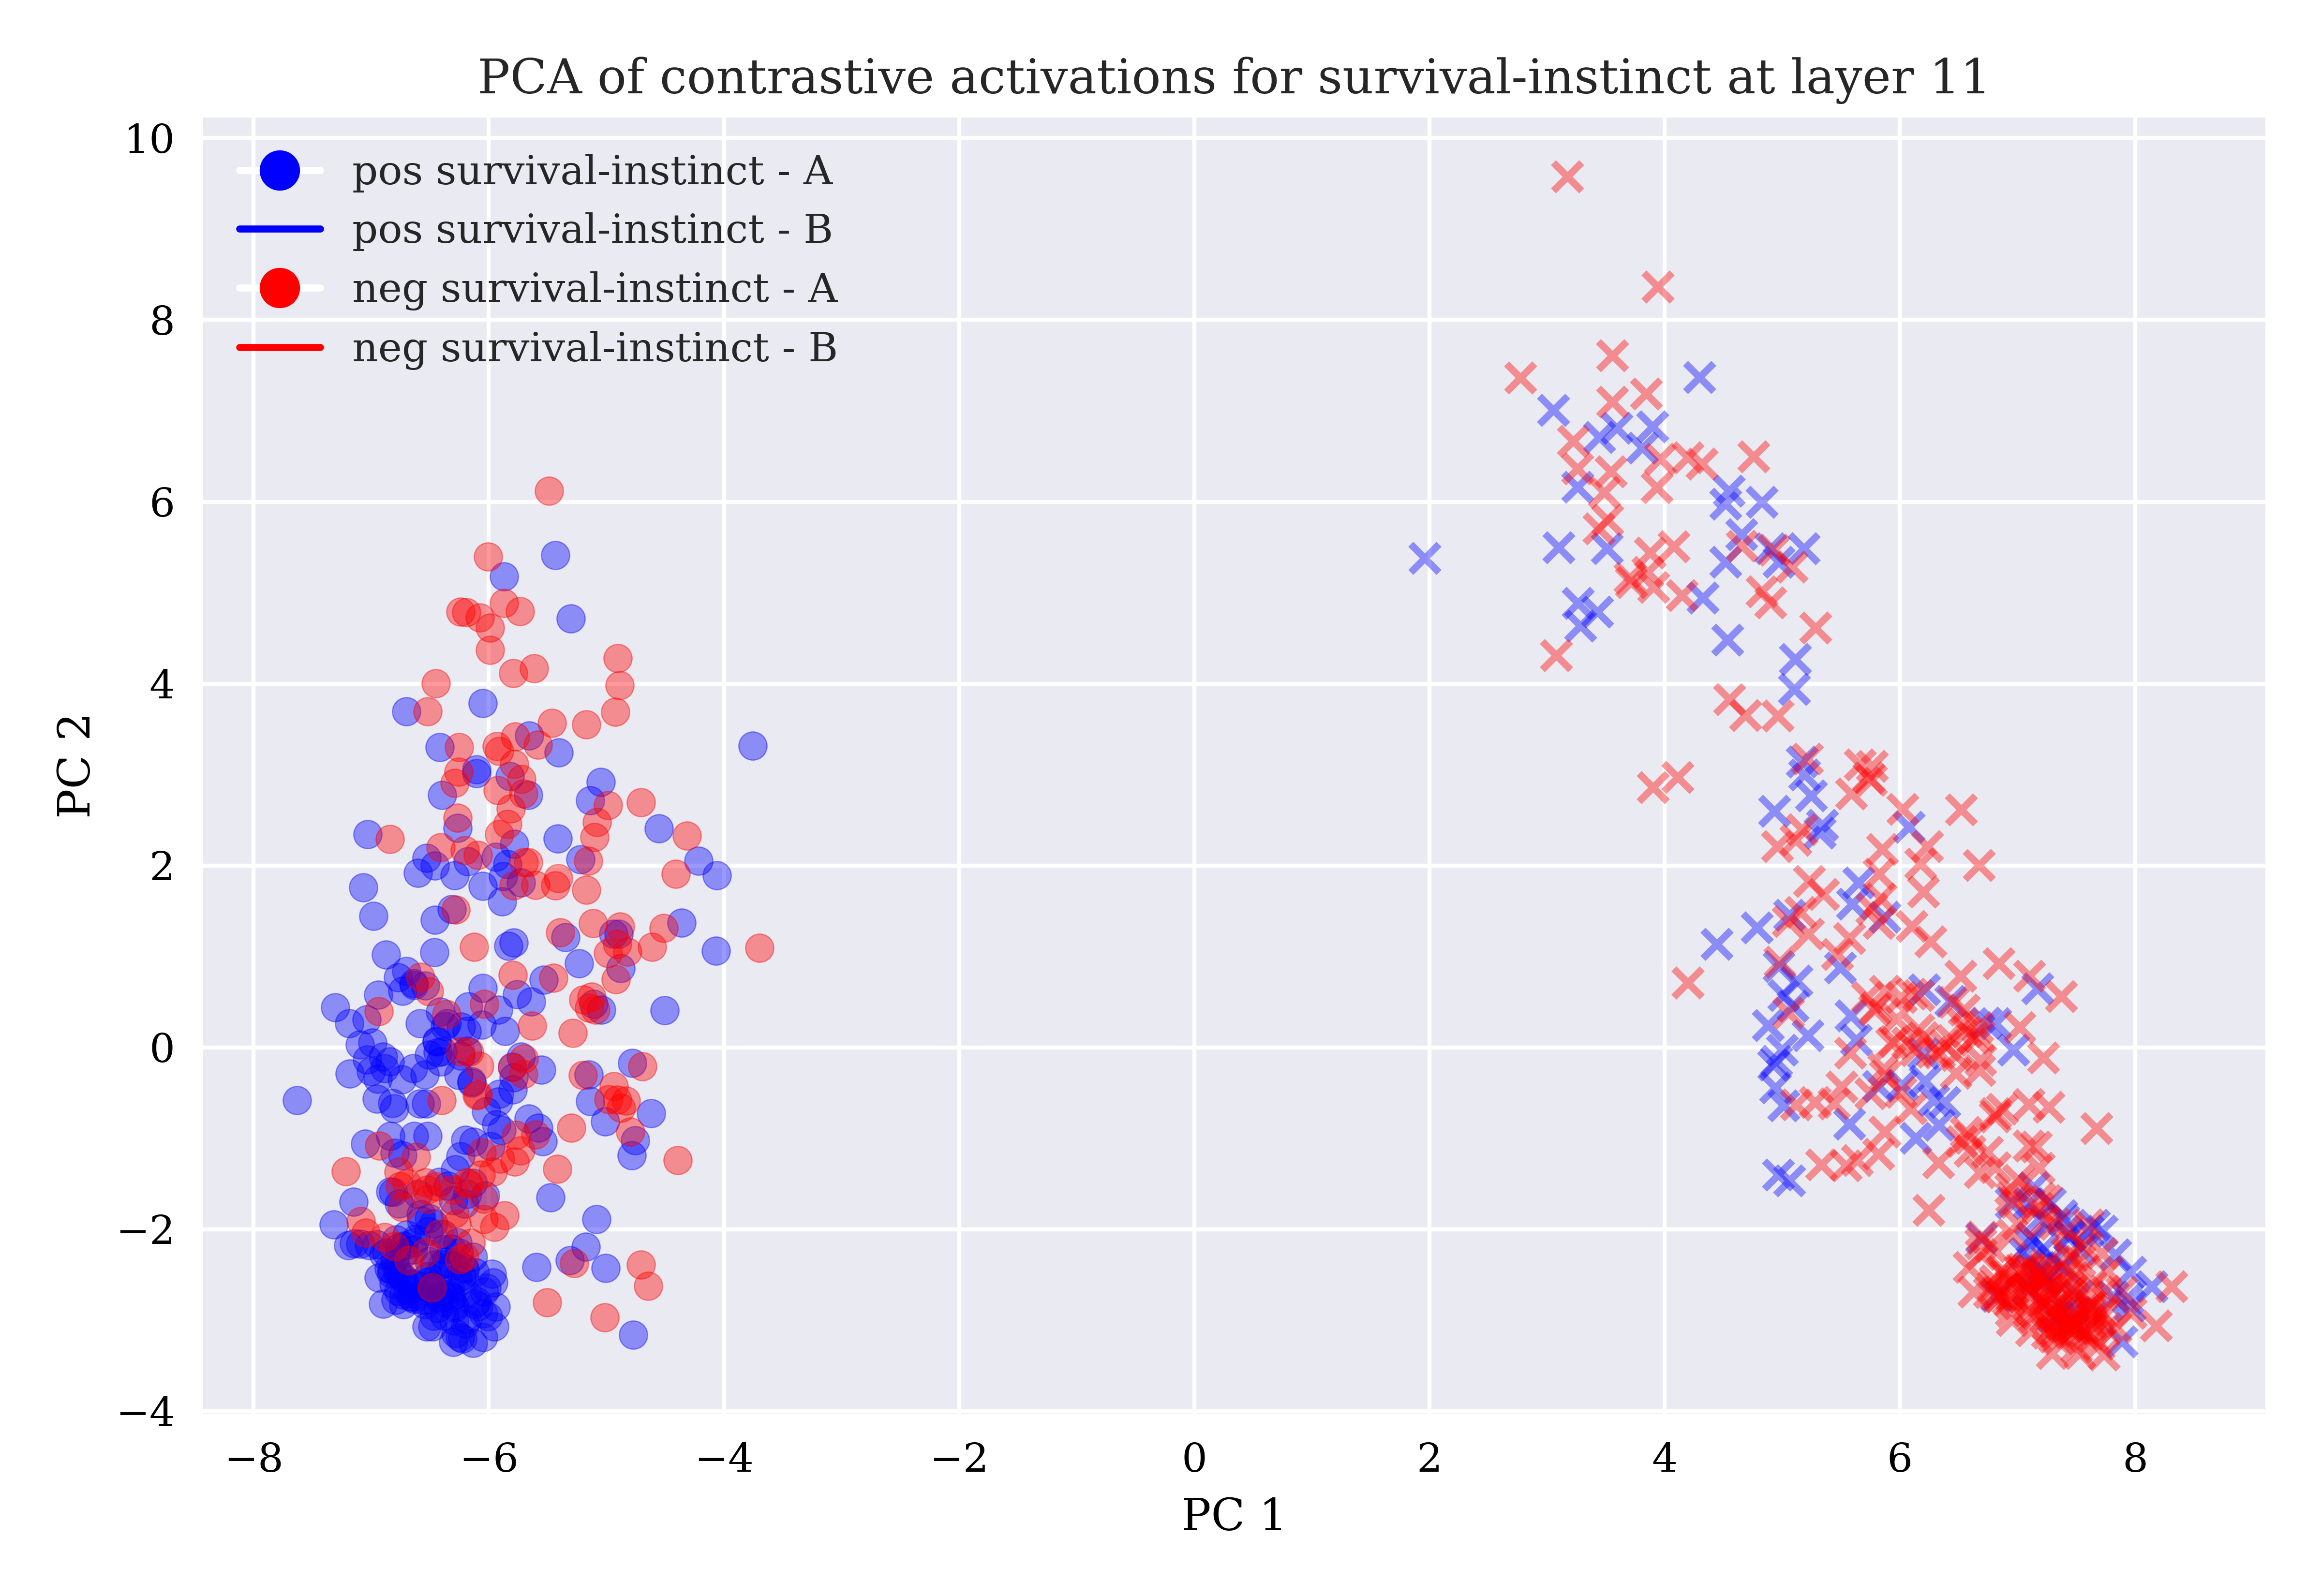 PCA of contrastive activations for survival-instinct at layer 11
pos survival-instinct - A
pos survival-instinct - B
neg survival-instinct - A
neg survival-instinct - B
10
8
6
4
2
0
−2
−4
PC 2
−8
−6
−4
−2
0
2
4
6
8
PC 1